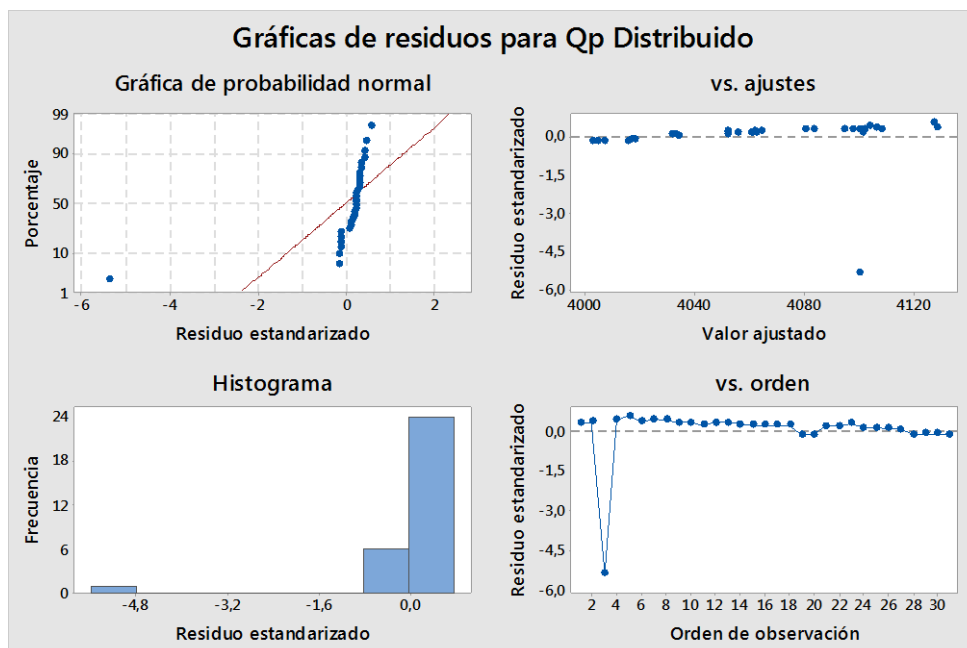 Gráficas de residuos para Qp Distribuido
Gráfica de probabilidad normal
Porcentaje
99
90
50
10
1
-6
-4
-2
0
2
Residuo estandarizado
vs. ajustes
Residuo estandarizado
0,0
-1,5
-3,0
-4,5
-6,0
4000
4040
4080
4120
Valor ajustado
Histograma
Frecuencia
24
18
12
6
0
-4,8
-3,2
-1,6
0,0
Residuo estandarizado
vs. orden
Residuo estandarizado
0,0
-1,5
-3,0
-4,5
-6,0
2 4 6 8 10 12 14 16 18 20 22 24 26 28 30
Orden de observación